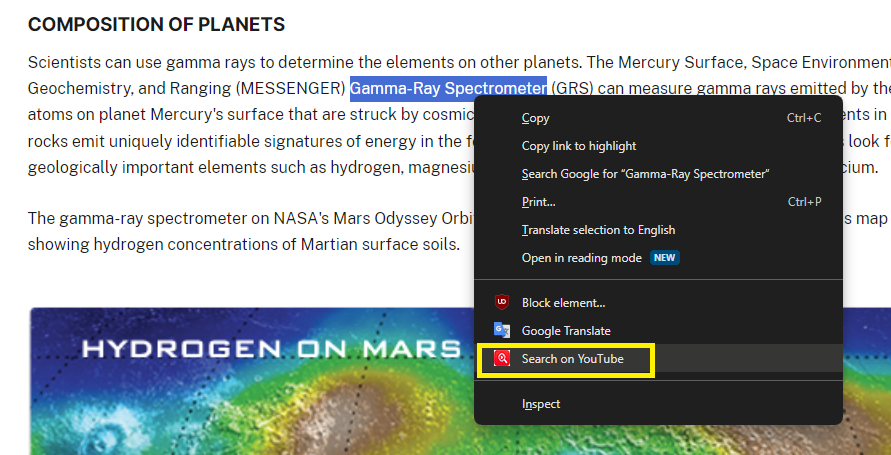 COMPOSITION OF PLANETS
Scientists can use gamma rays to determine the elements on other planets. The Mercury Surface, Space Environment
Geochemistry, and Ranging (MESSENGER) Gamma-Ray Spectrometer (GRS) can measure gamma rays emitted by the
atoms on planet Mercury's surface that are struck by cosmic
rocks emit uniquely identifiable signatures of energy in the look
geologically important elements such as hydrogen, magnesiu cium.
The gamma-ray spectrometer on NASA's Mars Odyssey Orbi s map
showing hydrogen concentrations of Martian surface soils.
Copy Ctrl+C
Copy link to highlight
Search Google for “Gamma-Ray Spectrometer”
Print... Ctrl+P
Translate selection to English
Open in reading mode NEW
UD Block element...
Google Translate
Search on YouTube
Inspect
HYDROGEN ON MARS